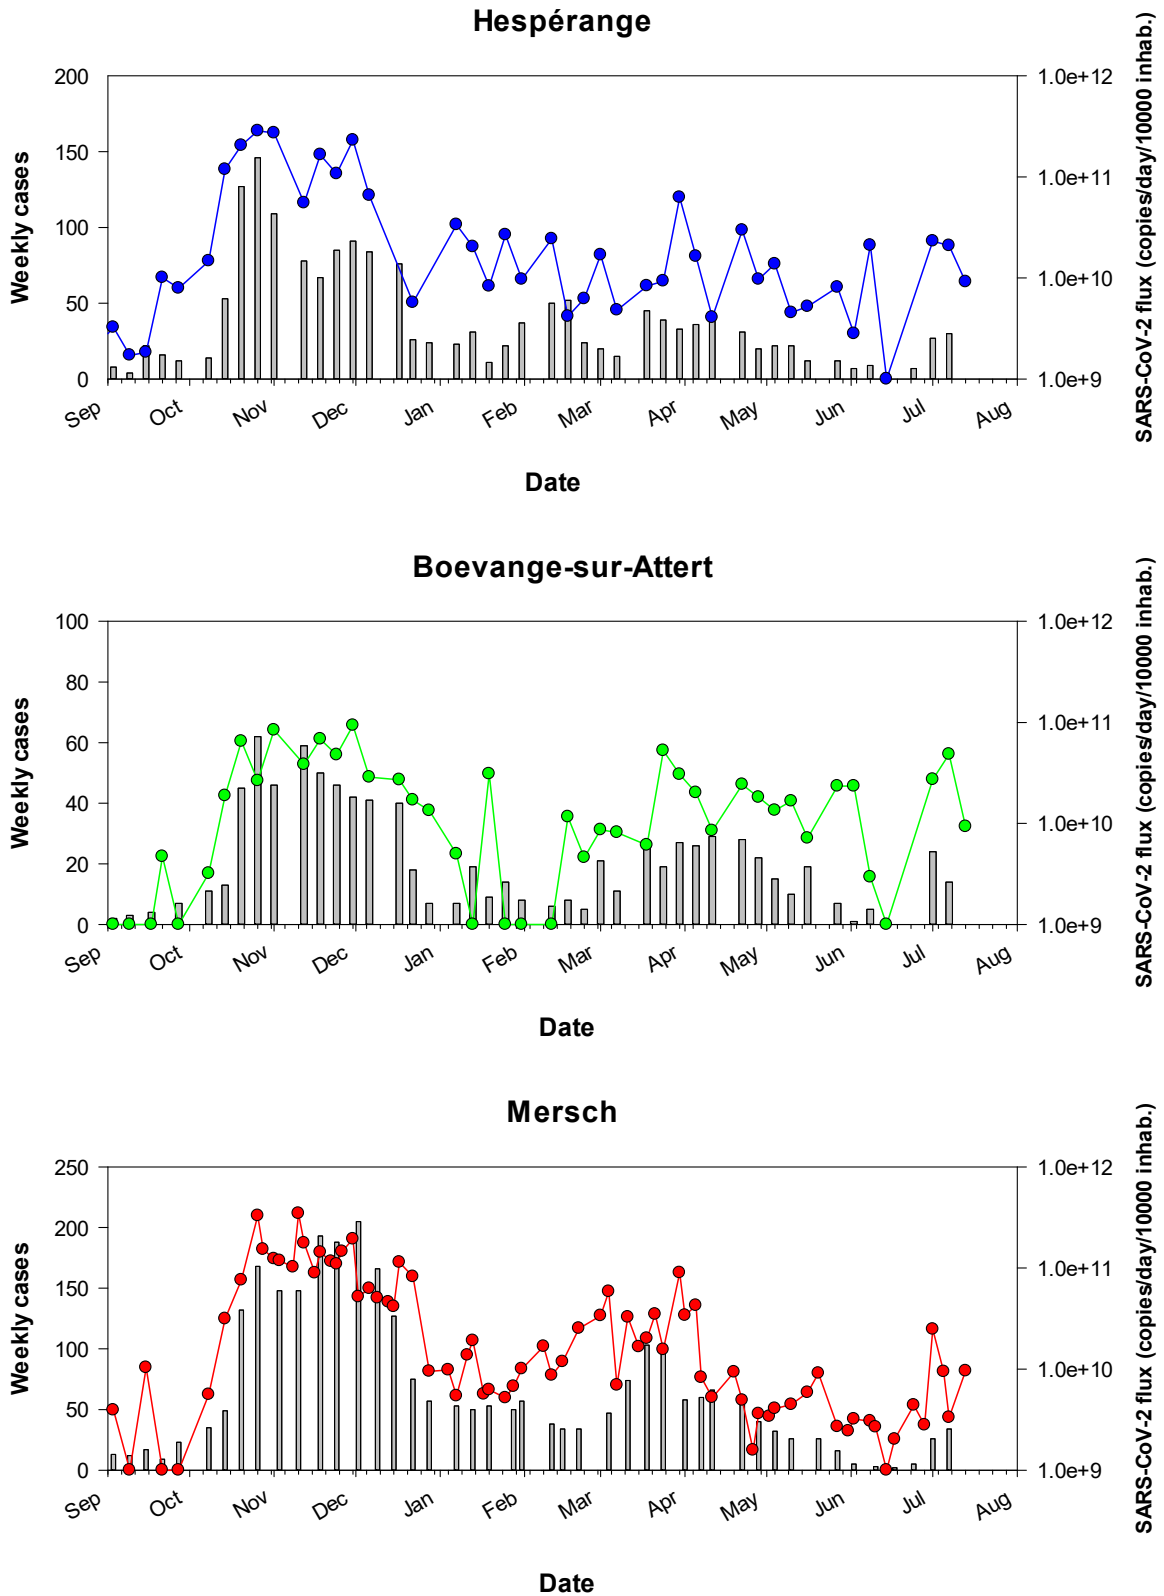 Hespérange
200
150
100
50
0
1.0e+12
1.0e+11
1.0e+10
1.0e+9
Weekly cases
SARS-CoV-2 flux (copies/day/10000 inhab.)
Sep Oct Nov Dec Jan Feb Mar Apr May Jun Jul Aug
Date
Boevange-sur-Attert
100
80
60
40
20
0
1.0e+12
1.0e+11
1.0e+10
1.0e+9
Weekly cases
SARS-CoV-2 flux (copies/day/10000 inhab.)
Sep Oct Nov Dec Jan Feb Mar Apr May Jun Jul Aug
Date
Mersch
250
200
150
100
50
0
1.0e+12
1.0e+11
1.0e+10
1.0e+9
Weekly cases
SARS-CoV-2 flux (copies/day/10000 inhab.)
Sep Oct Nov Dec Jan Feb Mar Apr May Jun Jul Aug
Date